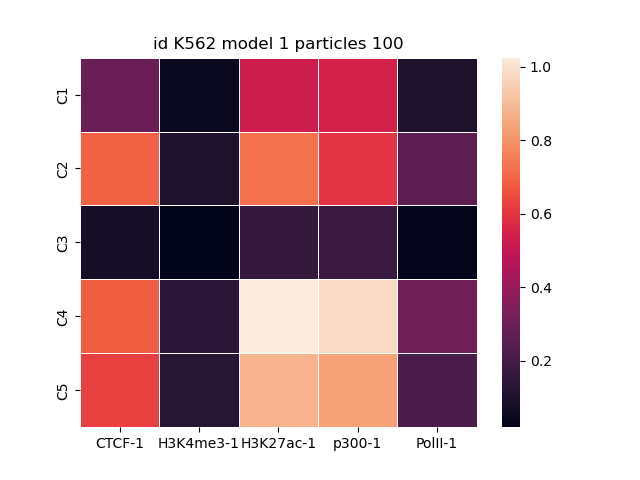 id K562 model 1 particles 100
C1
C2
C3
C4
C5
CTCF-1 H3K4me3-1 H3K27ac-1 p300-1 PolII-1
1.0
0.8
0.6
0.4
0.2